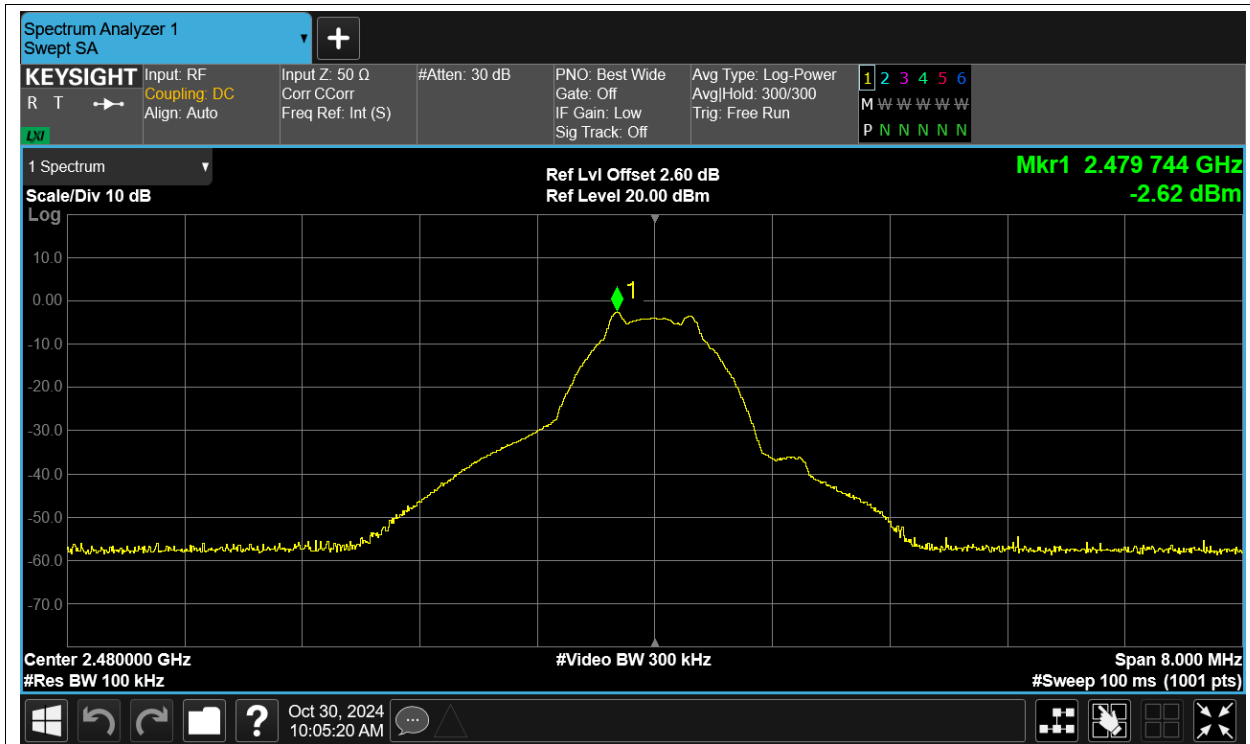 Spectrum Analyzer 1
Swept SA
KEYSIGHT
R T
LXI
Input: RF
Coupling: DC
Align: Auto
Input Z: 50 Ω
Corr CCorr
Freq Ref: Int (S)
#Atten: 30 dB
PNO: Best Wide
Gate: Off
IF Gain: Low
Sig Track: Off
Avg Type: Log-Power
Avg|Hold: 300/300
Trig: Free Run
1 2 3 4 5 6
M W W W W W
P N N N N N
1 Spectrum
Scale/Div 10 dB
Log
Ref Lvl Offset 2.60 dB
Ref Level 20.00 dBm
Mkr1 2.479 744 GHz
-2.62 dBm
1
10.0
0.00
-10.0
-20.0
-30.0
-40.0
-50.0
-60.0
-70.0
Center 2.480000 GHz
#Res BW 100 kHz
#Video BW 300 kHz
Span 8.000 MHz
#Sweep 100 ms (1001 pts)
?
Oct 30, 2024
10:05:20 AM